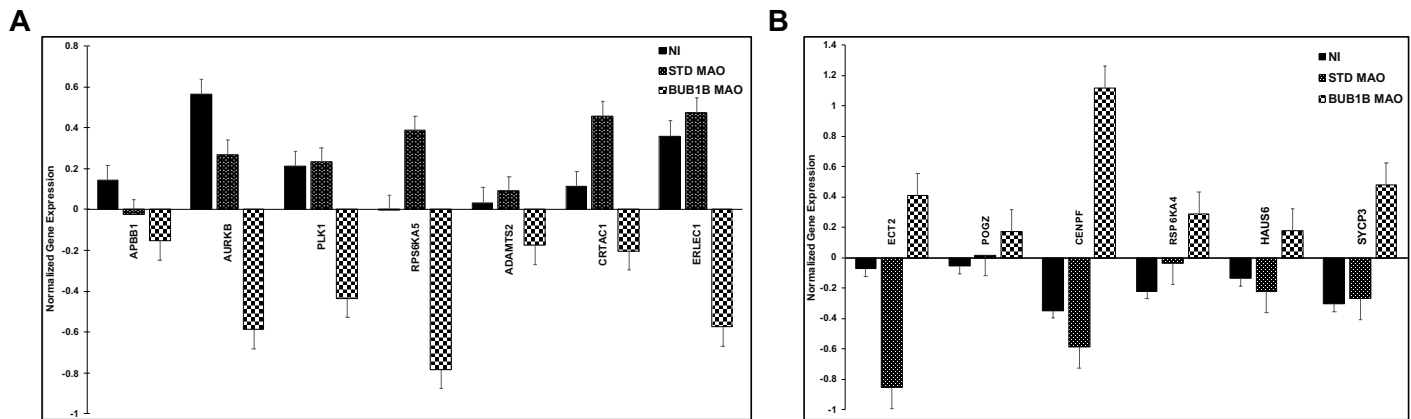 A
Normalized Gene Expression
0.8
0.6
0.4
0.2
0
-0.2
-0.4
-0.6
-0.8
-1
NI
STD MAO
BUB1B MAO
APBB1
AURKB
PLK1
RPS6KA5
ADAMTS2
CRTAC1
ERLEC1
B
Normalized Gene Expression
1.4
1.2
1
0.8
0.6
0.4
0.2
0
-0.2
-0.4
-0.6
-0.8
-1
NI
STD MAO
BUB1B MAO
ECT2
POGZ
CENPF
RSP6KA4
HAUS6
SYCP3